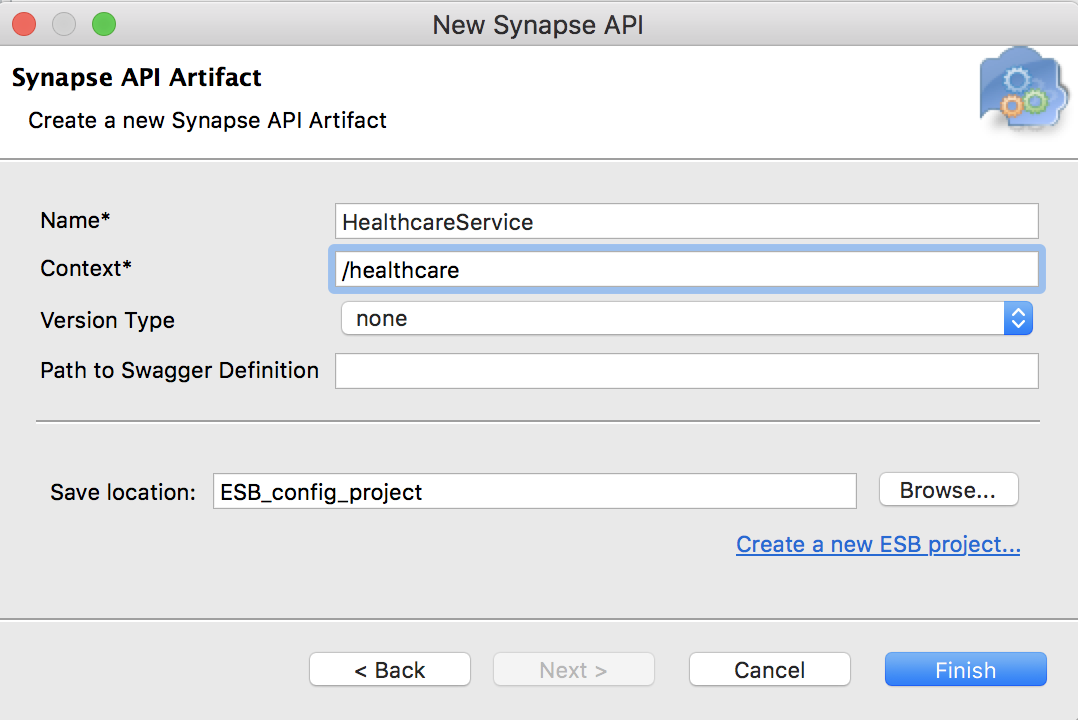 New Synapse API
Synapse API Artifact
Create a new Synapse API Artifact
Name* HealthcareService
Context* /healthcare
Version Type none
Path to Swagger Definition
Save location: ESB_config_project Browse...
Create a new ESB project...
< Back Next > Cancel Finish